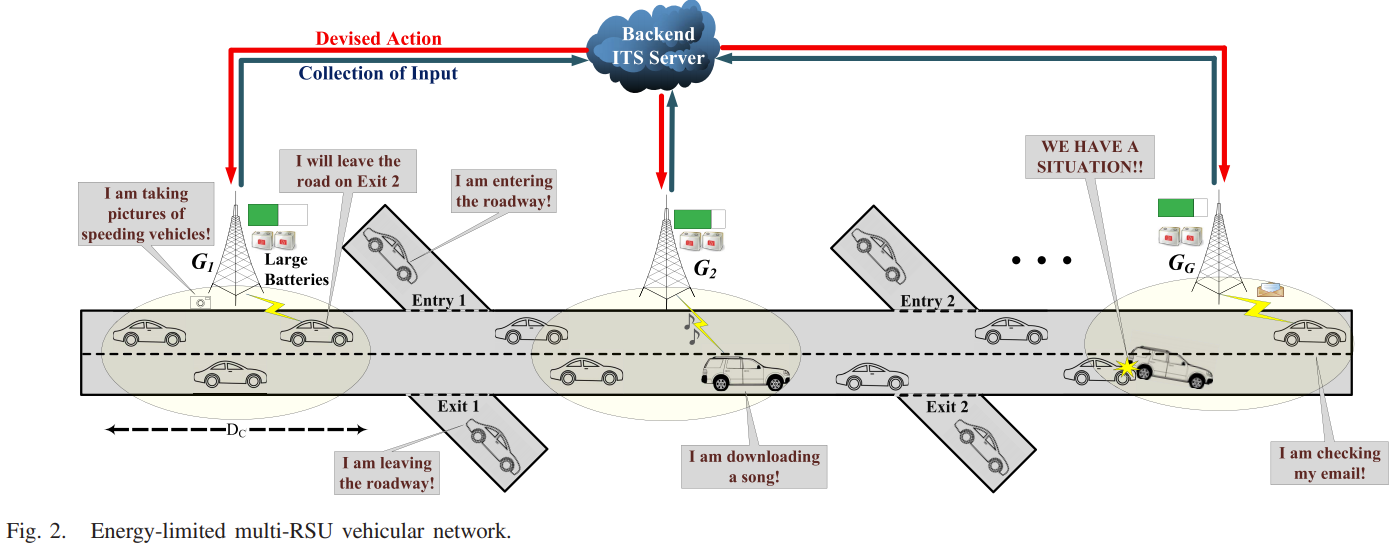 Backend
ITS Server
Devised Action
Collection of Input
I am taking
pictures of
speeding vehicles!
I will leave the
road on Exit 2
I am entering
the roadway!
WE HAVE A
SITUATION!!
G1
Large
Batteries
G2
GG
Entry 1
Entry 2
Exit 1
Exit 2
DC
I am leaving
the roadway!
I am downloading
a song!
I am checking
my email!
Fig. 2. Energy-limited multi-RSU vehicular network.